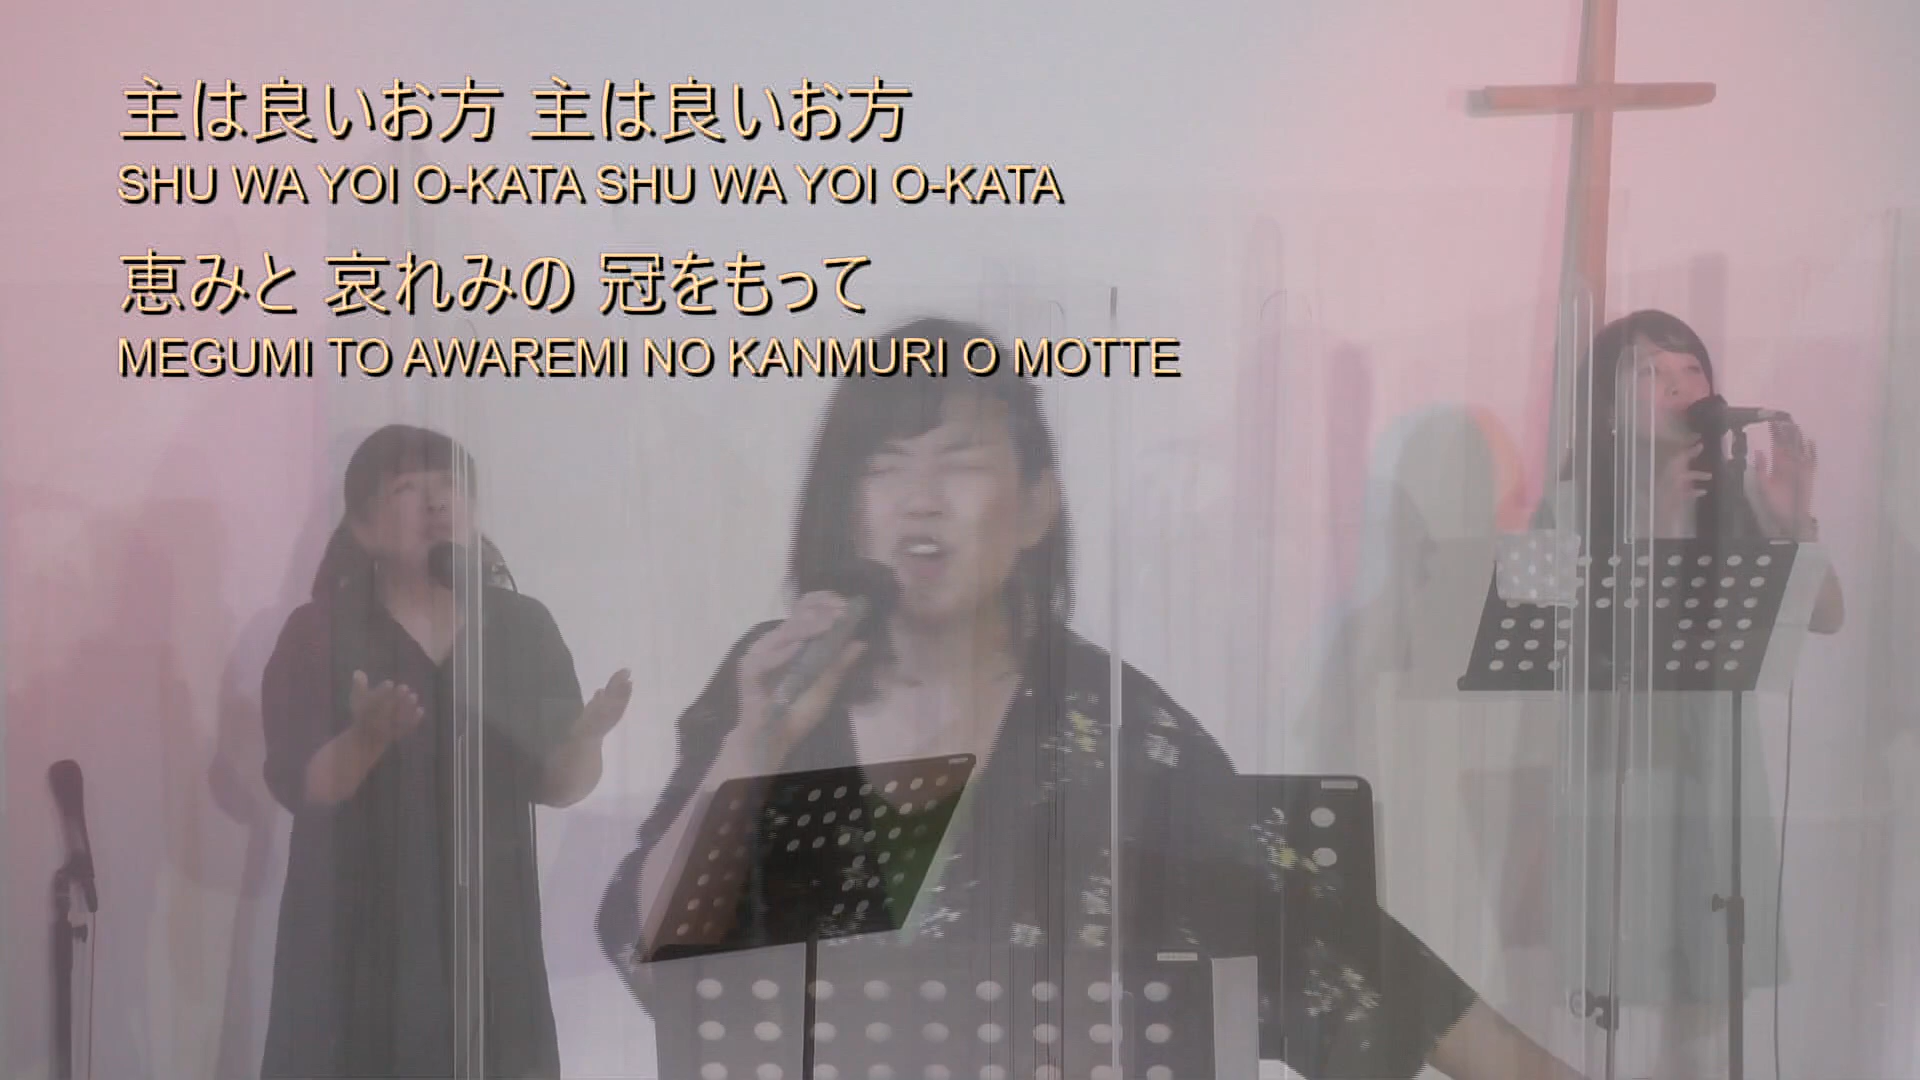 主は良いお方 主は良いお方
SHU WA YOI O-KATA SHU WA YOI O-KATA
恵みと 哀れみの 冠をもって
MEGUMI TO AWAREMI NO KANMURI O MOTTE